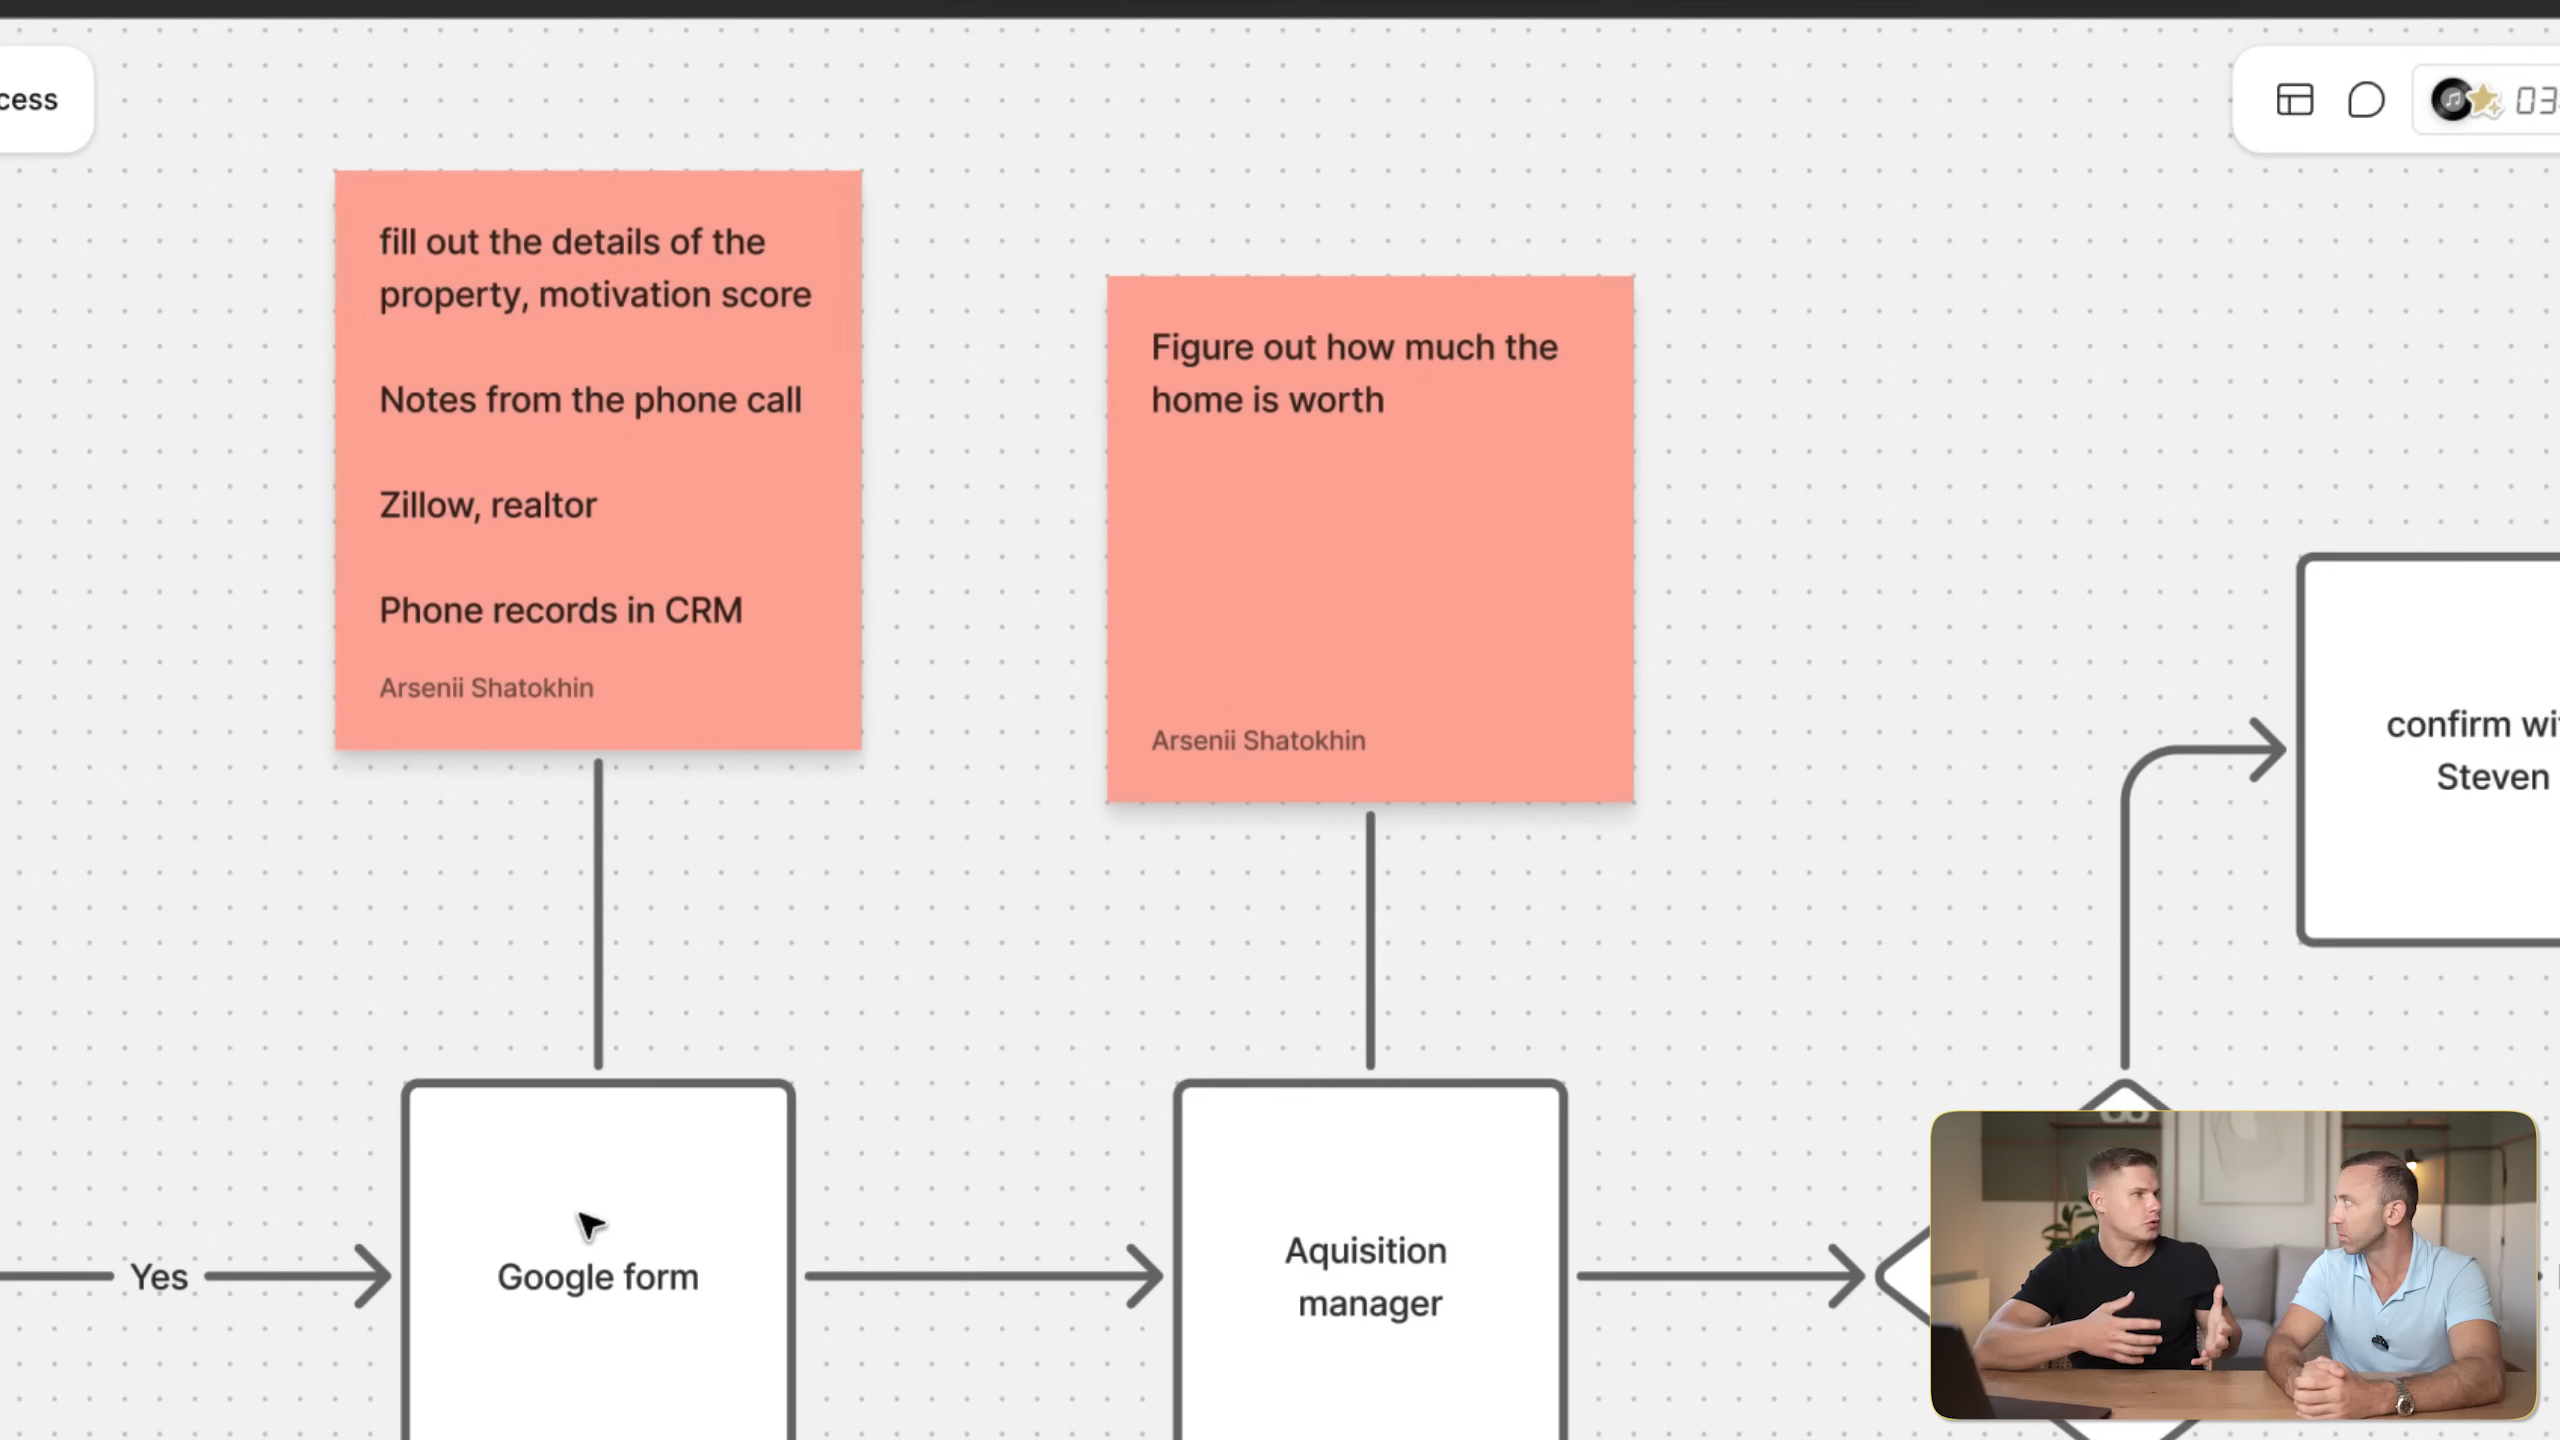 cess
03
fill out the details of the
property, motivation score
Notes from the phone call
Zillow, realtor
Phone records in CRM
Arsenii Shatokhin
Figure out how much the
home is worth
Arsenii Shatokhin
confirm wi
Steven
Yes
Google form
Aquisition
manager